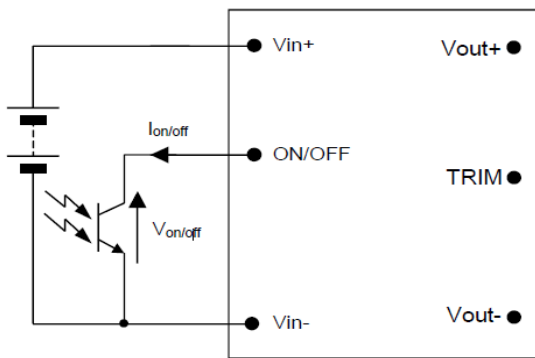 Vin+
Vout+
Ion/off
ON/OFF
TRIM
Von/off
Vin-
Vout-